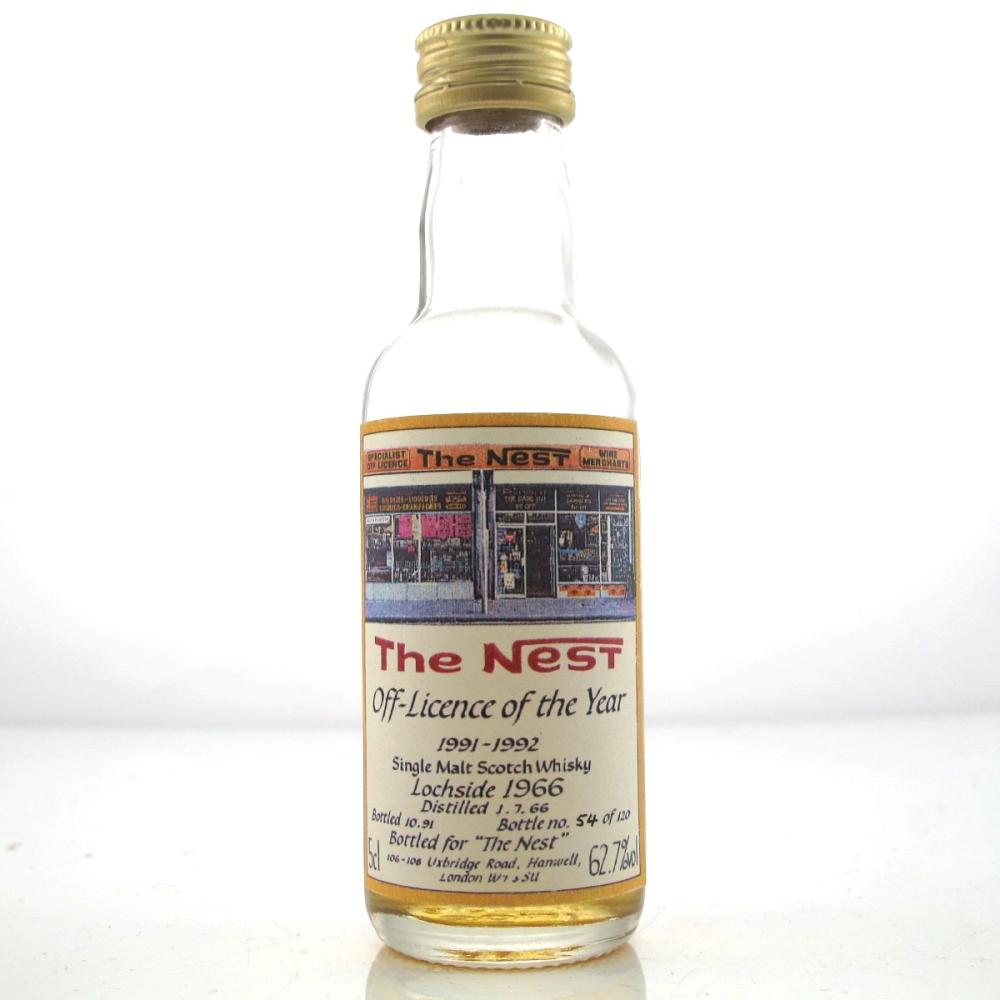 SPECIALIST OFF LICENCE The NesT WINE MERCHANTS
The NesT
Off-Licence of the Year
1991-1992
Single Malt Scotch Whisky
Lochside 1966
Distilled 1.7.66
Bottled 10.91 Bottle no. 54 of 120
Bottled for "The Nest"
5cl 106-108 Uxbridge Road, Hanwell, 62.7%vol
London W7 3SU